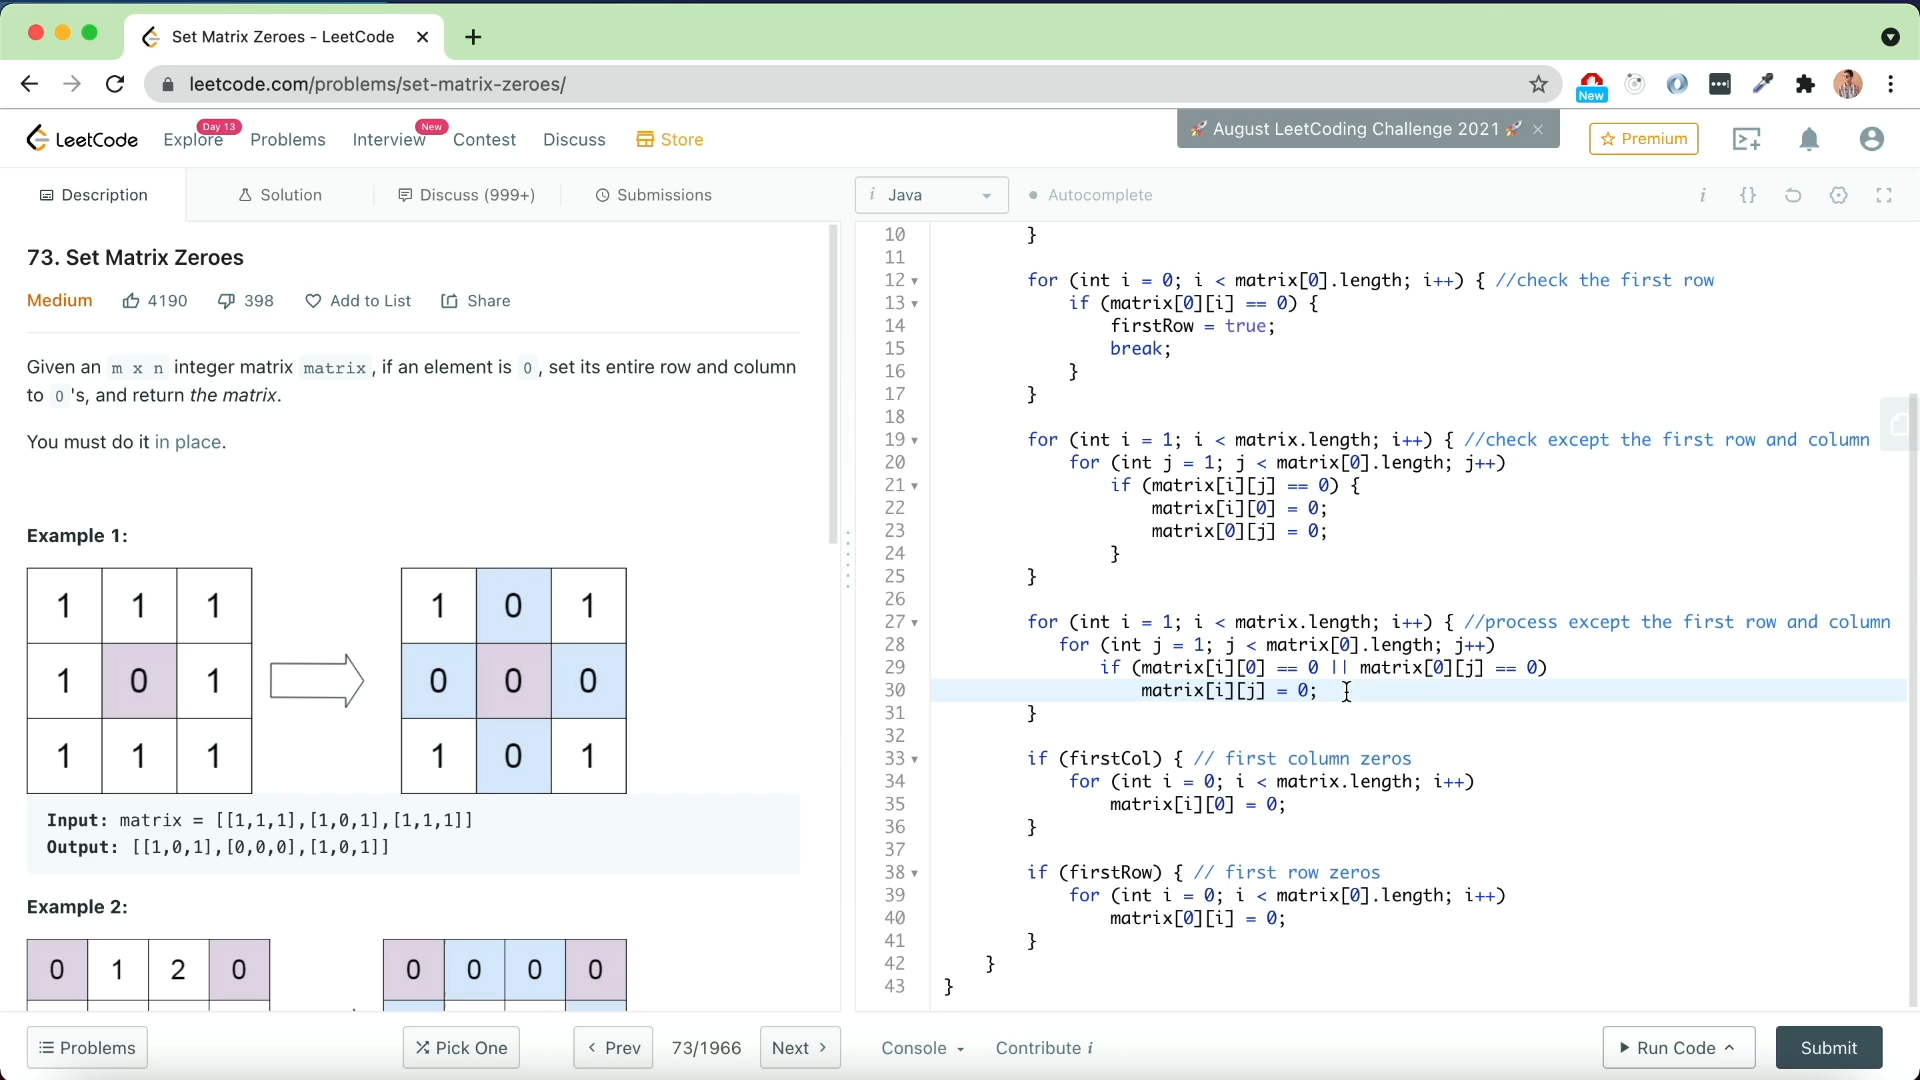 Set Matrix Zeroes - LeetCode
leetcode.com/problems/set-matrix-zeroes/
New
LeetCode
Explore
Day 13
Problems
Interview
New
Contest
Discuss
Store
🚀 August LeetCoding Challenge 2021 🚀 ×
Premium
Description
Solution
Discuss (999+)
Submissions
i Java
Autocomplete
i {}
73. Set Matrix Zeroes
Medium 4190 398 Add to List Share
Given an m x n integer matrix matrix, if an element is 0, set its entire row and column
to 0 's, and return the matrix.
You must do it in place.
Example 1:
1 1 1 1 0 1
1 0 1 0 0 0
1 1 1 1 0 1
Input: matrix = [[1,1,1],[1,0,1],[1,1,1]]
Output: [[1,0,1],[0,0,0],[1,0,1]]
Example 2:
0 1 2 0 0 0 0 0
10 }
11
12 for (int i = 0; i < matrix[0].length; i++) { //check the first row
13 if (matrix[0][i] == 0) {
14 firstRow = true;
15 break;
16 }
17 }
18
19 for (int i = 1; i < matrix.length; i++) { //check except the first row and column
20 for (int j = 1; j < matrix[0].length; j++)
21 if (matrix[i][j] == 0) {
22 matrix[i][0] = 0;
23 matrix[0][j] = 0;
24 }
25 }
26
27 for (int i = 1; i < matrix.length; i++) { //process except the first row and column
28 for (int j = 1; j < matrix[0].length; j++)
29 if (matrix[i][0] == 0 || matrix[0][j] == 0)
30 matrix[i][j] = 0;
31 }
32
33 if (firstCol) { // first column zeros
34 for (int i = 0; i < matrix.length; i++)
35 matrix[i][0] = 0;
36 }
37
38 if (firstRow) { // first row zeros
39 for (int i = 0; i < matrix[0].length; i++)
40 matrix[0][i] = 0;
41 }
42 }
43 }
Problems
Pick One
< Prev
73/1966
Next >
Console
Contribute i
Run Code
Submit